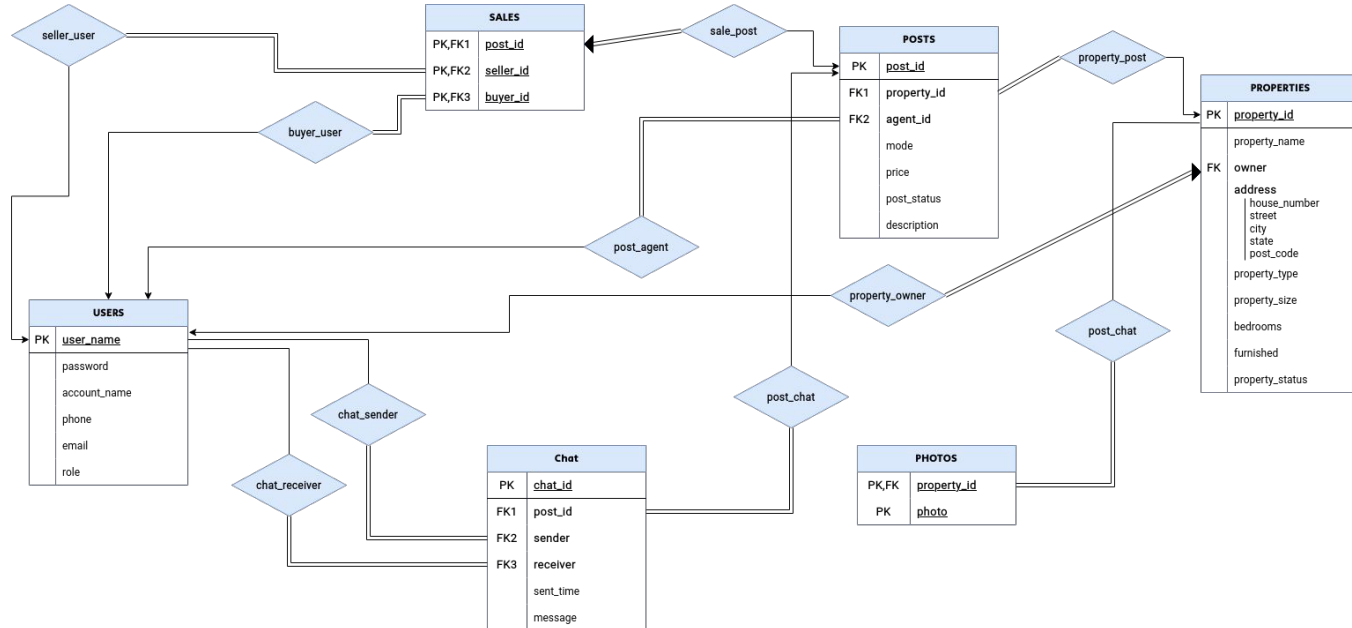 seller_user
SALES
PK,FK1 post_id
PK,FK2 seller_id
PK,FK3 buyer_id
sale_post
buyer_user
POSTS
PK post_id
FK1 property_id
FK2 agent_id
mode
price
post_status
description
property_post
PROPERTIES
PK property_id
property_name
FK owner
address
house_number
street
city
state
post_code
property_type
property_size
bedrooms
furnished
property_status
post_agent
property_owner
USERS
PK user_name
password
account_name
phone
email
role
chat_sender
chat_receiver
post_chat
post_chat
Chat
PK chat_id
FK1 post_id
FK2 sender
FK3 receiver
sent_time
message
PHOTOS
PK,FK property_id
PK photo